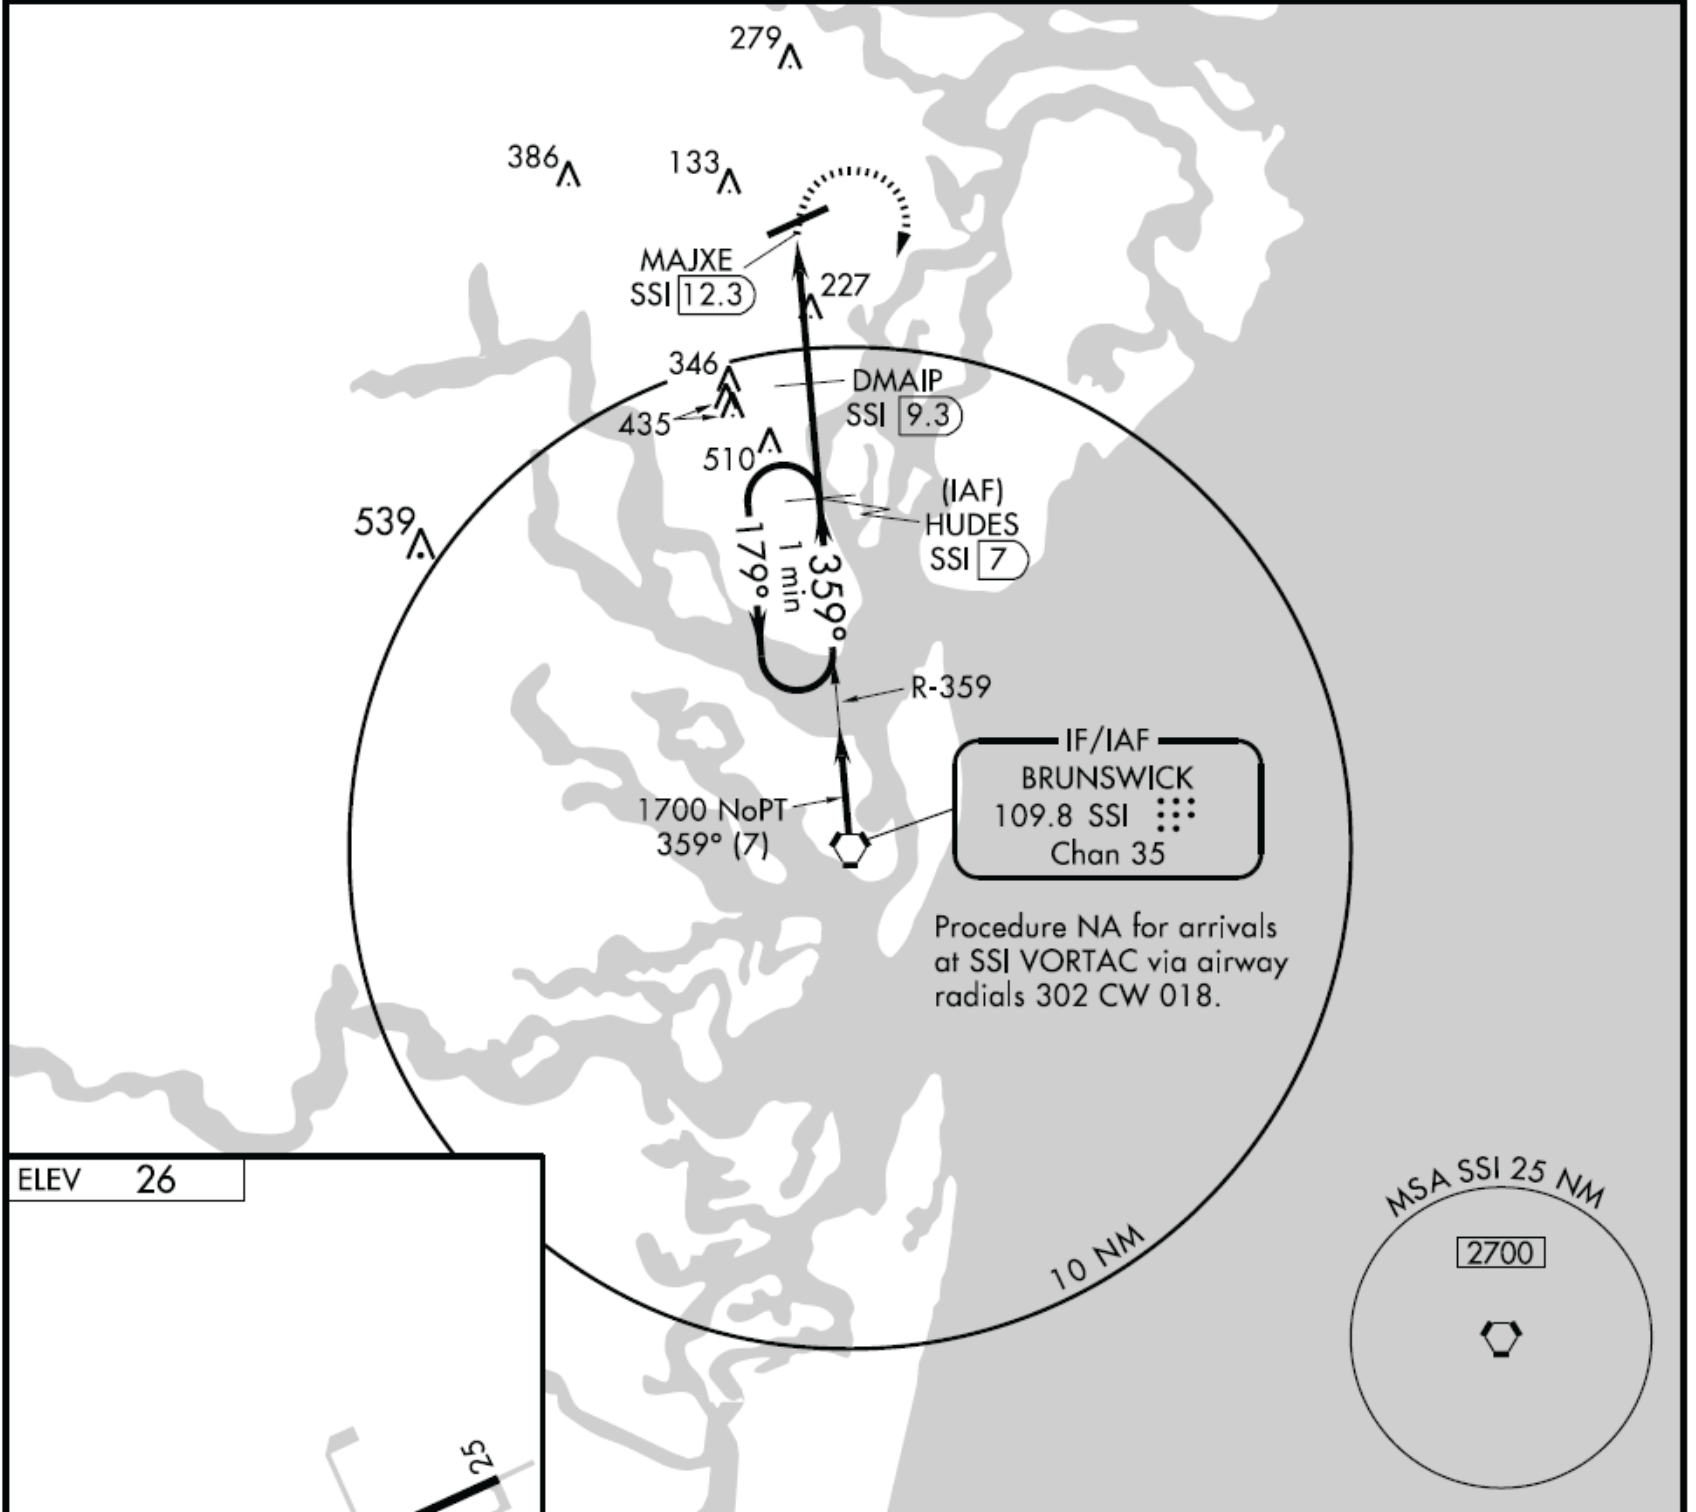 279
386
133
MAJXE
SSI 12.3
227
346
DMAIP
SSI 9.3
435
510
(IAF)
HUDES
SSI 7
539
179°
1 min
359°
R-359
IF/IAF
BRUNSWICK
109.8 SSI
Chan 35
1700 NoPT
359° (7)
Procedure NA for arrivals
at SSI VORTAC via airway
radials 302 CW 018.
ELEV 26
10 NM
MSA SSI 25 NM
2700
25